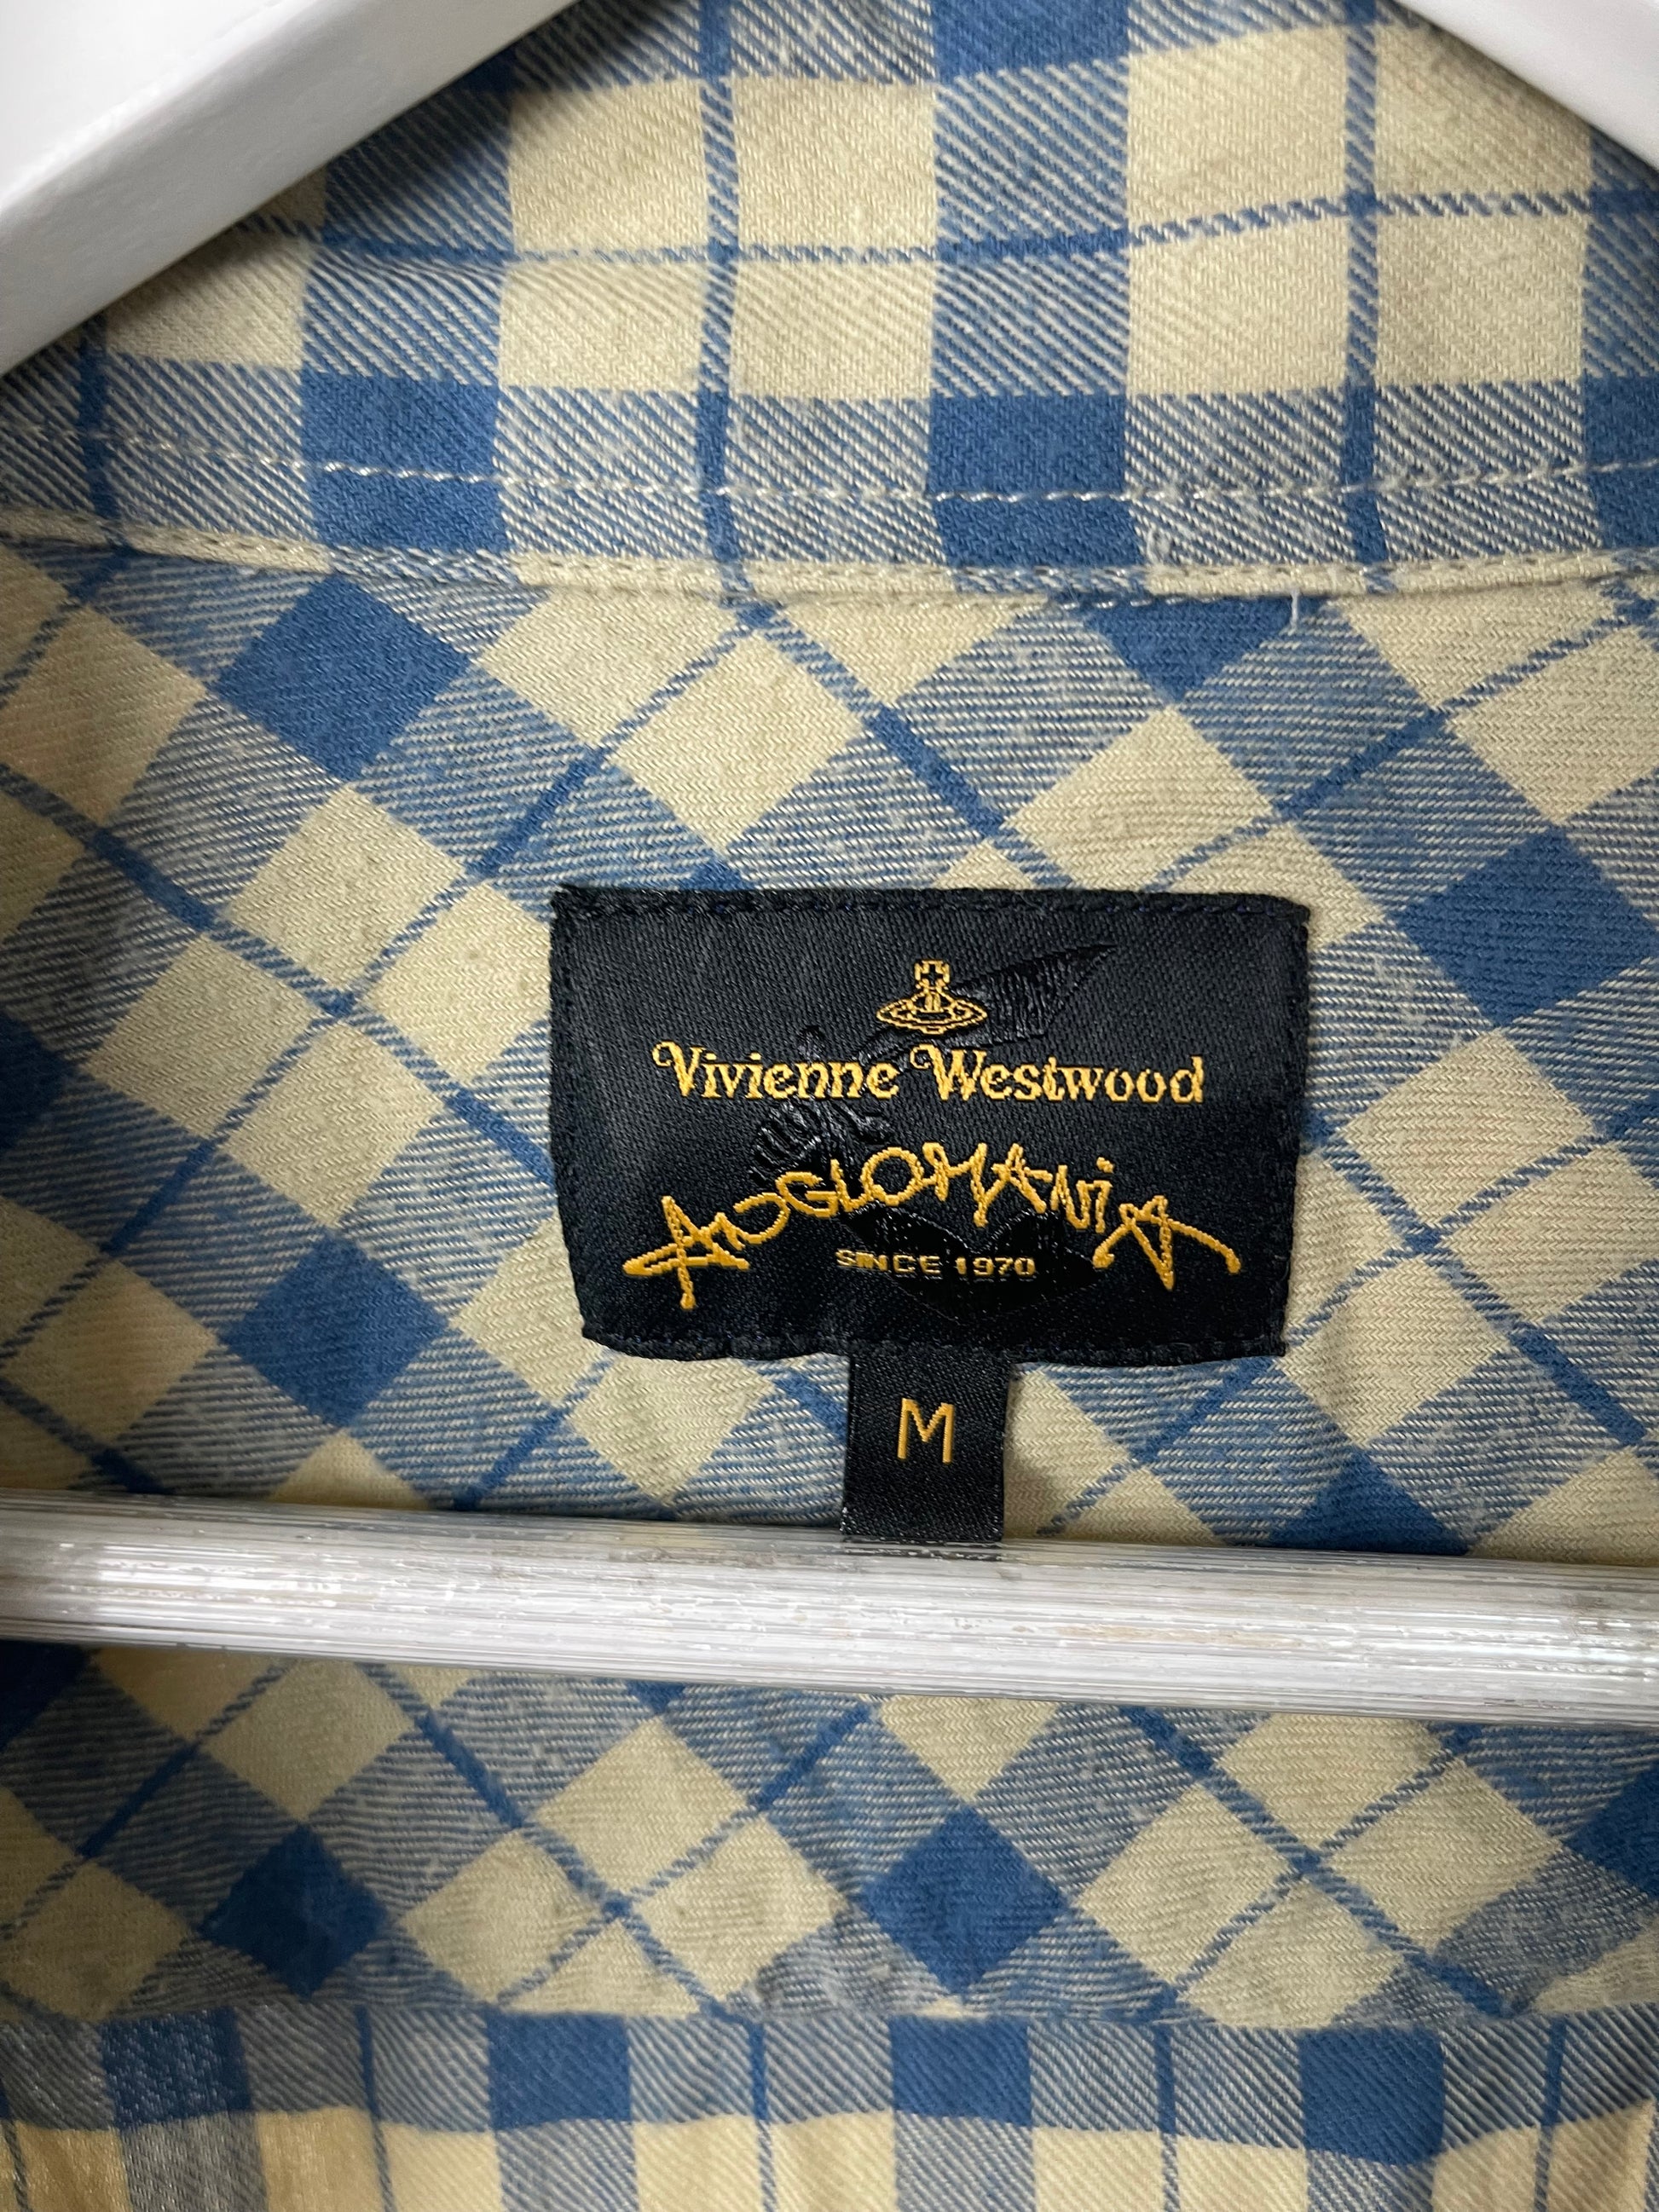 Vivienne Westwood
ANGLOMANIA
SINCE 1970
M